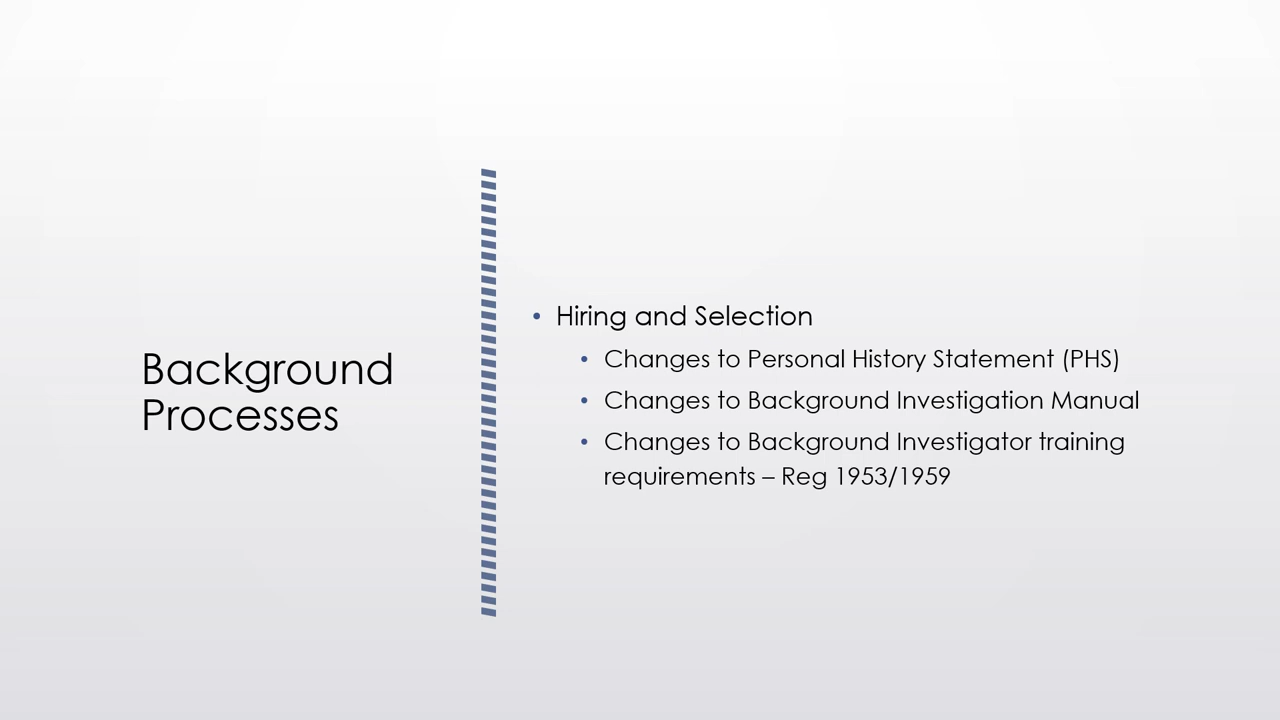 Background
Processes
• Hiring and Selection
• Changes to Personal History Statement (PHS)
• Changes to Background Investigation Manual
• Changes to Background Investigator training
requirements – Reg 1953/1959